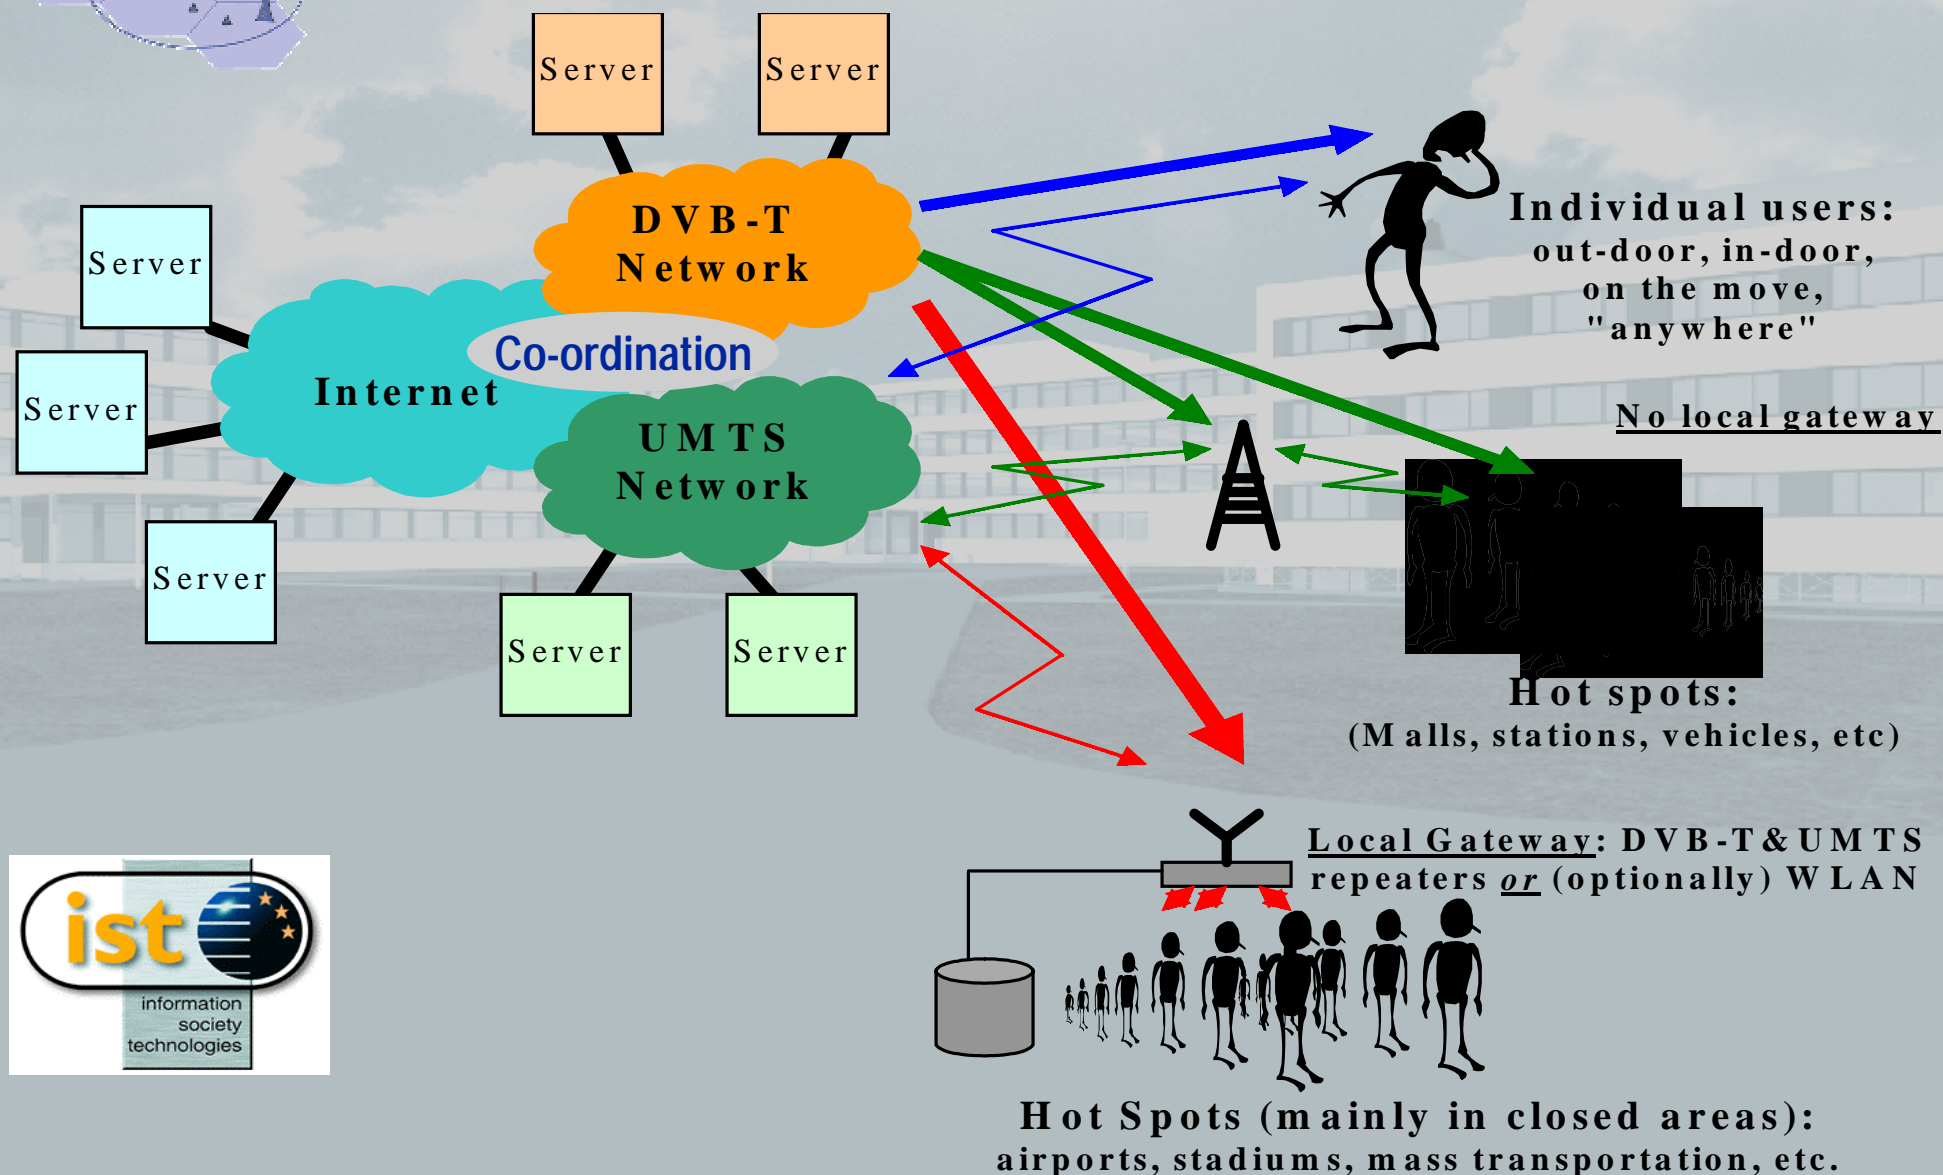 Server
Server
DVB-T
Network
Server
Individual users:
out-door, in-door,
on the move,
"anywhere"
Co-ordination
Internet
Server
No local gateway
UMTS
Network
Server
Server
Server
Hot spots:
(Malls, stations, vehicles, etc)
Local Gateway: DVB-T&UMTS
repeaters or (optionally) WLAN
ist
information
society
technologies
Hot Spots (mainly in closed areas):
airports, stadiums, mass transportation, etc.